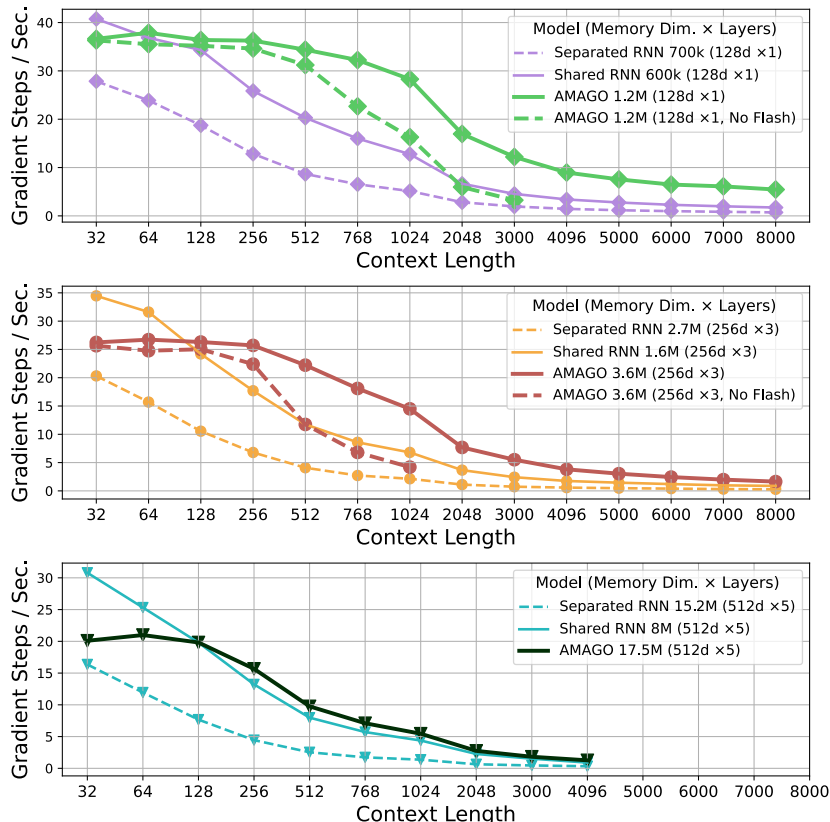 Gradient Steps / Sec.
40
30
20
10
0
Model (Memory Dim. × Layers)
Separated RNN 700k (128d ×1)
Shared RNN 600k (128d ×1)
AMAGO 1.2M (128d ×1)
AMAGO 1.2M (128d ×1, No Flash)
32 64 128 256 512 768 1024 2048 3000 4096 5000 6000 7000 8000
Context Length
Gradient Steps / Sec.
35
30
25
20
15
10
5
0
Model (Memory Dim. × Layers)
Separated RNN 2.7M (256d ×3)
Shared RNN 1.6M (256d ×3)
AMAGO 3.6M (256d ×3)
AMAGO 3.6M (256d ×3, No Flash)
32 64 128 256 512 768 1024 2048 3000 4096 5000 6000 7000 8000
Context Length
Gradient Steps / Sec.
30
25
20
15
10
5
0
Model (Memory Dim. × Layers)
Separated RNN 15.2M (512d ×5)
Shared RNN 8M (512d ×5)
AMAGO 17.5M (512d ×5)
32 64 128 256 512 768 1024 2048 3000 4096 5000 6000 7000 8000
Context Length